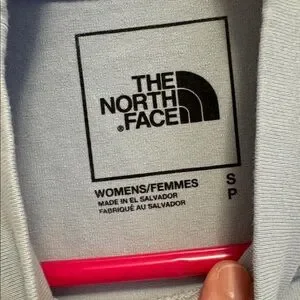 THE
NORTH
®FACE
WOMENS/FEMMES
MADE IN EL SALVADOR
FABRIQUÉ AU SALVADOR
S
P